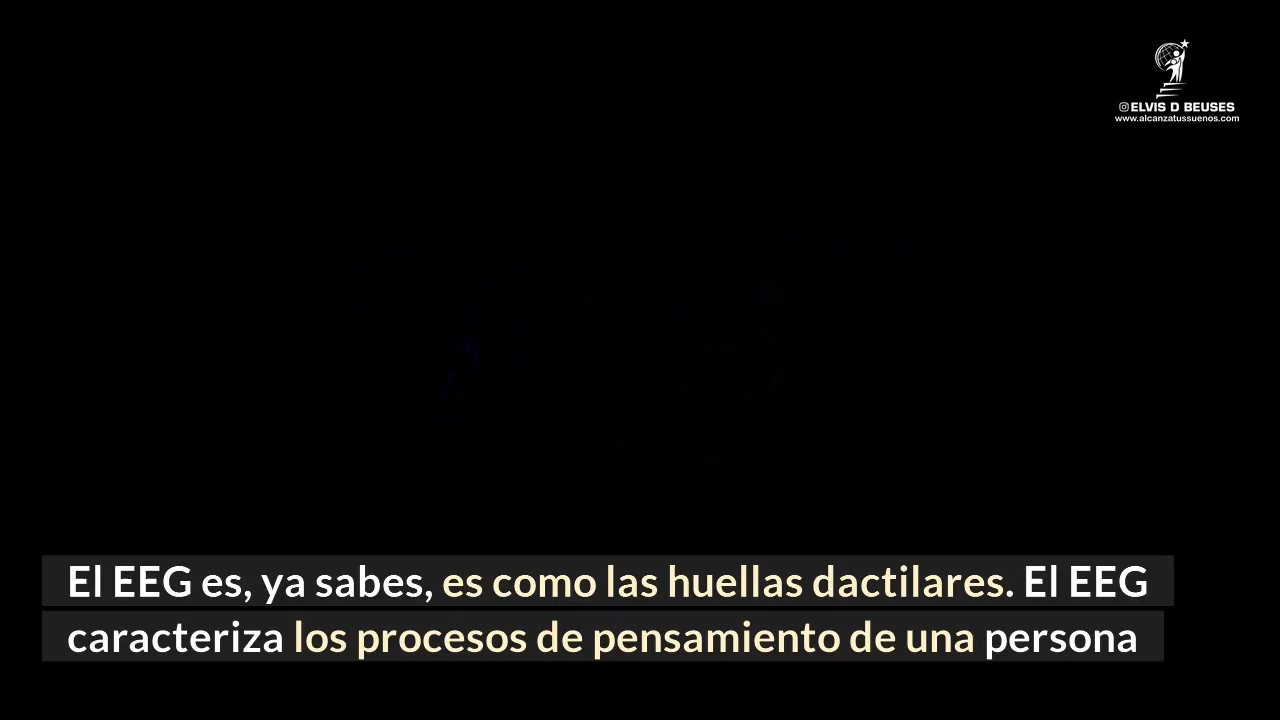 ELVIS D BEUSES
www.alcanzatussuenos.com
El EEG es, ya sabes, es como las huellas dactilares. El EEG
caracteriza los procesos de pensamiento de una persona